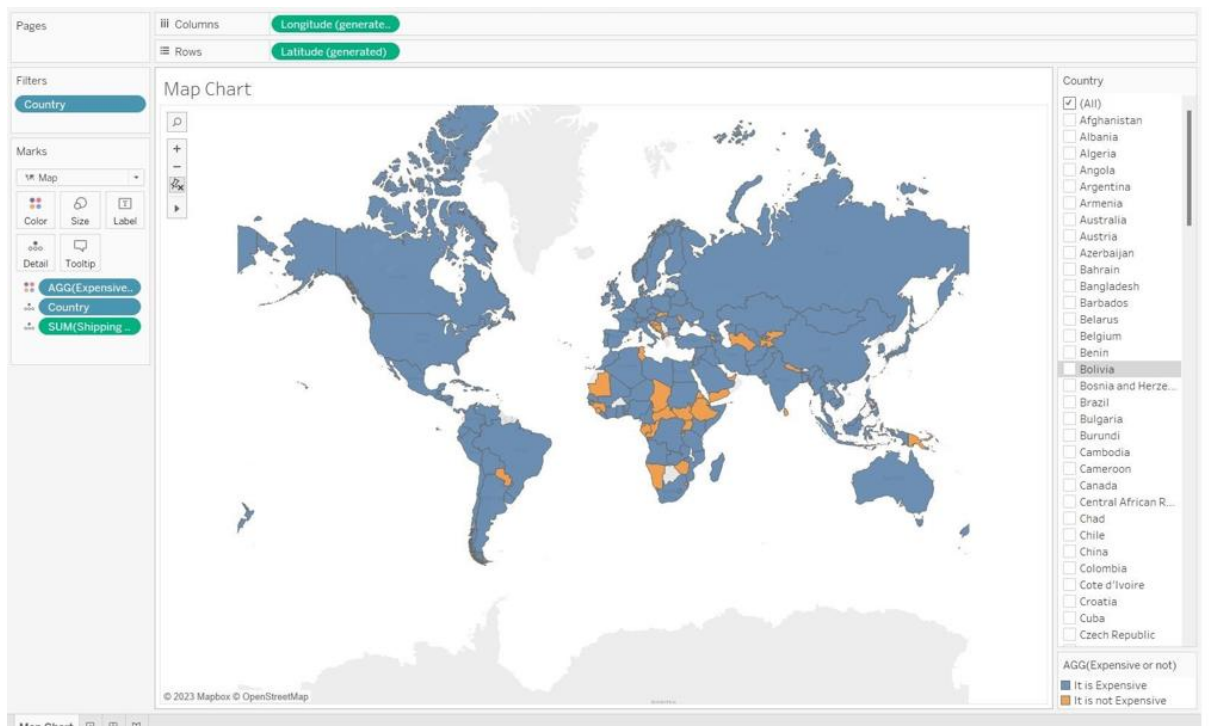 Pages
Columns
Longitude (generate..
Rows
Latitude (generated)
Filters
Country
Marks
Map
Color
Size
Label
Detail
Tooltip
AGG(Expensive..
Country
SUM(Shipping ..
Map Chart
© 2023 Mapbox © OpenStreetMap
Country
(All)
Afghanistan
Albania
Algeria
Angola
Argentina
Armenia
Australia
Austria
Azerbaijan
Bahrain
Bangladesh
Barbados
Belarus
Belgium
Benin
Bolivia
Bosnia and Herze...
Brazil
Bulgaria
Burundi
Cambodia
Cameroon
Canada
Central African R...
Chad
Chile
China
Colombia
Cote d'Ivoire
Croatia
Cuba
Czech Republic
AGG(Expensive or not)
It is Expensive
It is not Expensive
Map Chart